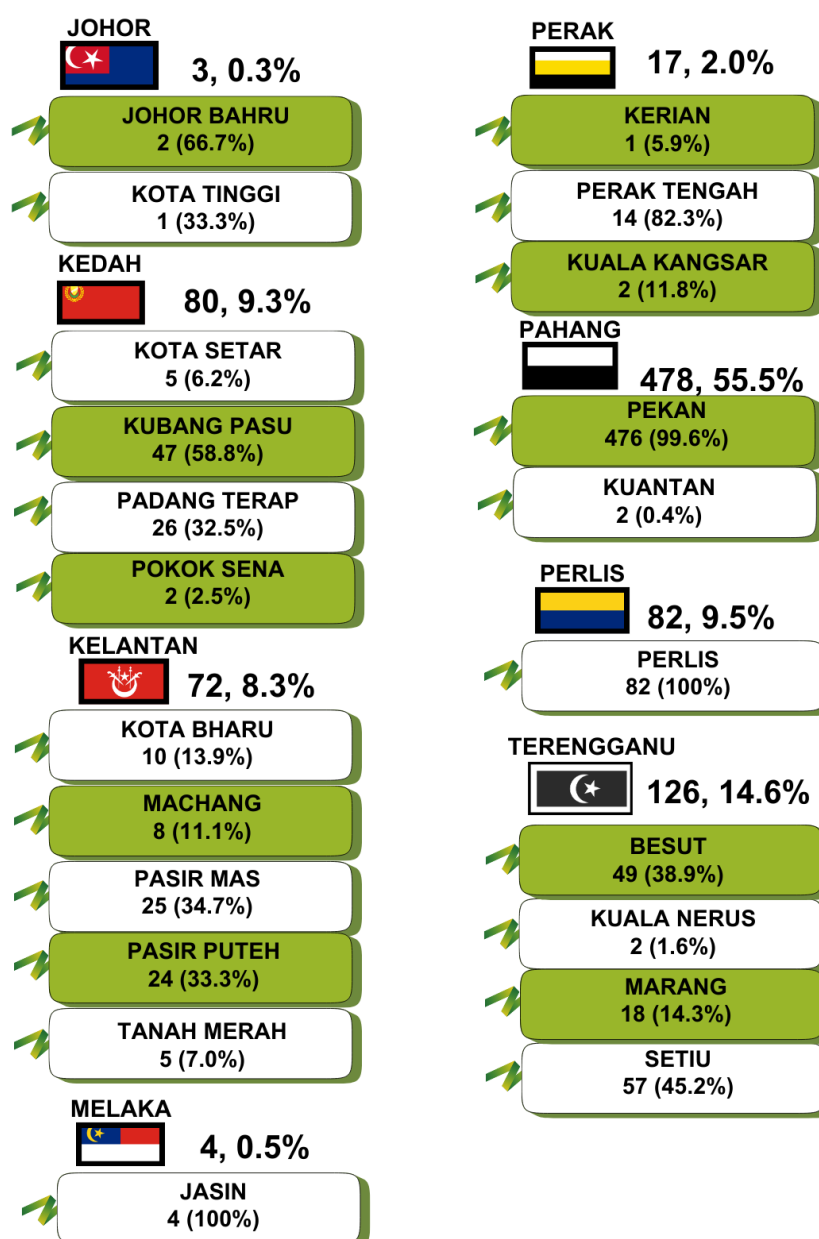 JOHOR
3, 0.3%
JOHOR BAHRU
2 (66.7%)
KOTA TINGGI
1 (33.3%)
KEDAH
80, 9.3%
KOTA SETAR
5 (6.2%)
KUBANG PASU
47 (58.8%)
PADANG TERAP
26 (32.5%)
POKOK SENA
2 (2.5%)
KELANTAN
72, 8.3%
KOTA BHARU
10 (13.9%)
MACHANG
8 (11.1%)
PASIR MAS
25 (34.7%)
PASIR PUTEH
24 (33.3%)
TANAH MERAH
5 (7.0%)
MELAKA
4, 0.5%
JASIN
4 (100%)
PERAK
17, 2.0%
KERIAN
1 (5.9%)
PERAK TENGAH
14 (82.3%)
KUALA KANGSAR
2 (11.8%)
PAHANG
478, 55.5%
PEKAN
476 (99.6%)
KUANTAN
2 (0.4%)
PERLIS
82, 9.5%
PERLIS
82 (100%)
TERENGGANU
126, 14.6%
BESUT
49 (38.9%)
KUALA NERUS
2 (1.6%)
MARANG
18 (14.3%)
SETIU
57 (45.2%)